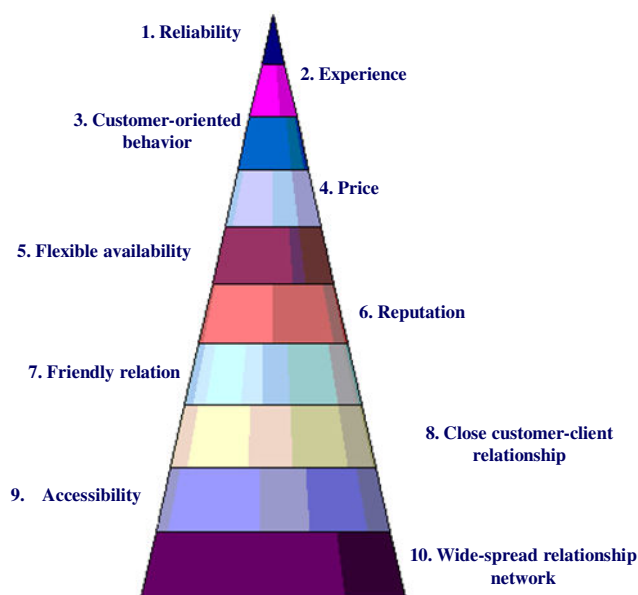 1. Reliability
2. Experience
3. Customer-oriented
behavior
4. Price
5. Flexible availability
6. Reputation
7. Friendly relation
8. Close customer-client
relationship
9. Accessibility
10. Wide-spread relationship
network